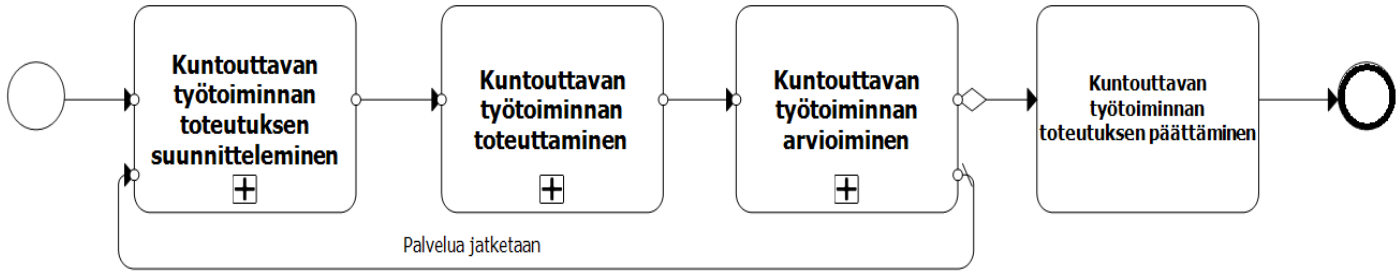 Kuntouttavan
työtoiminnan
toteutuksen
suunnitteleminen
Kuntouttavan
työtoiminnan
toteuttaminen
Kuntouttavan
työtoiminnan
arvioiminen
Kuntouttavan
työtoiminnan
toteutuksen päättäminen
Palvelua jatketaan